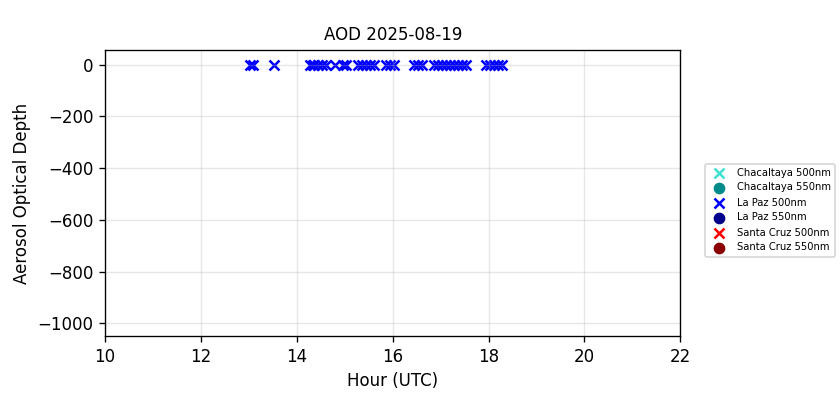 AOD 2025-08-19
Aerosol Optical Depth
0
−200
−400
−600
−800
−1000
10 12 14 16 18 20 22
Hour (UTC)
Chacaltaya 500nm
Chacaltaya 550nm
La Paz 500nm
La Paz 550nm
Santa Cruz 500nm
Santa Cruz 550nm